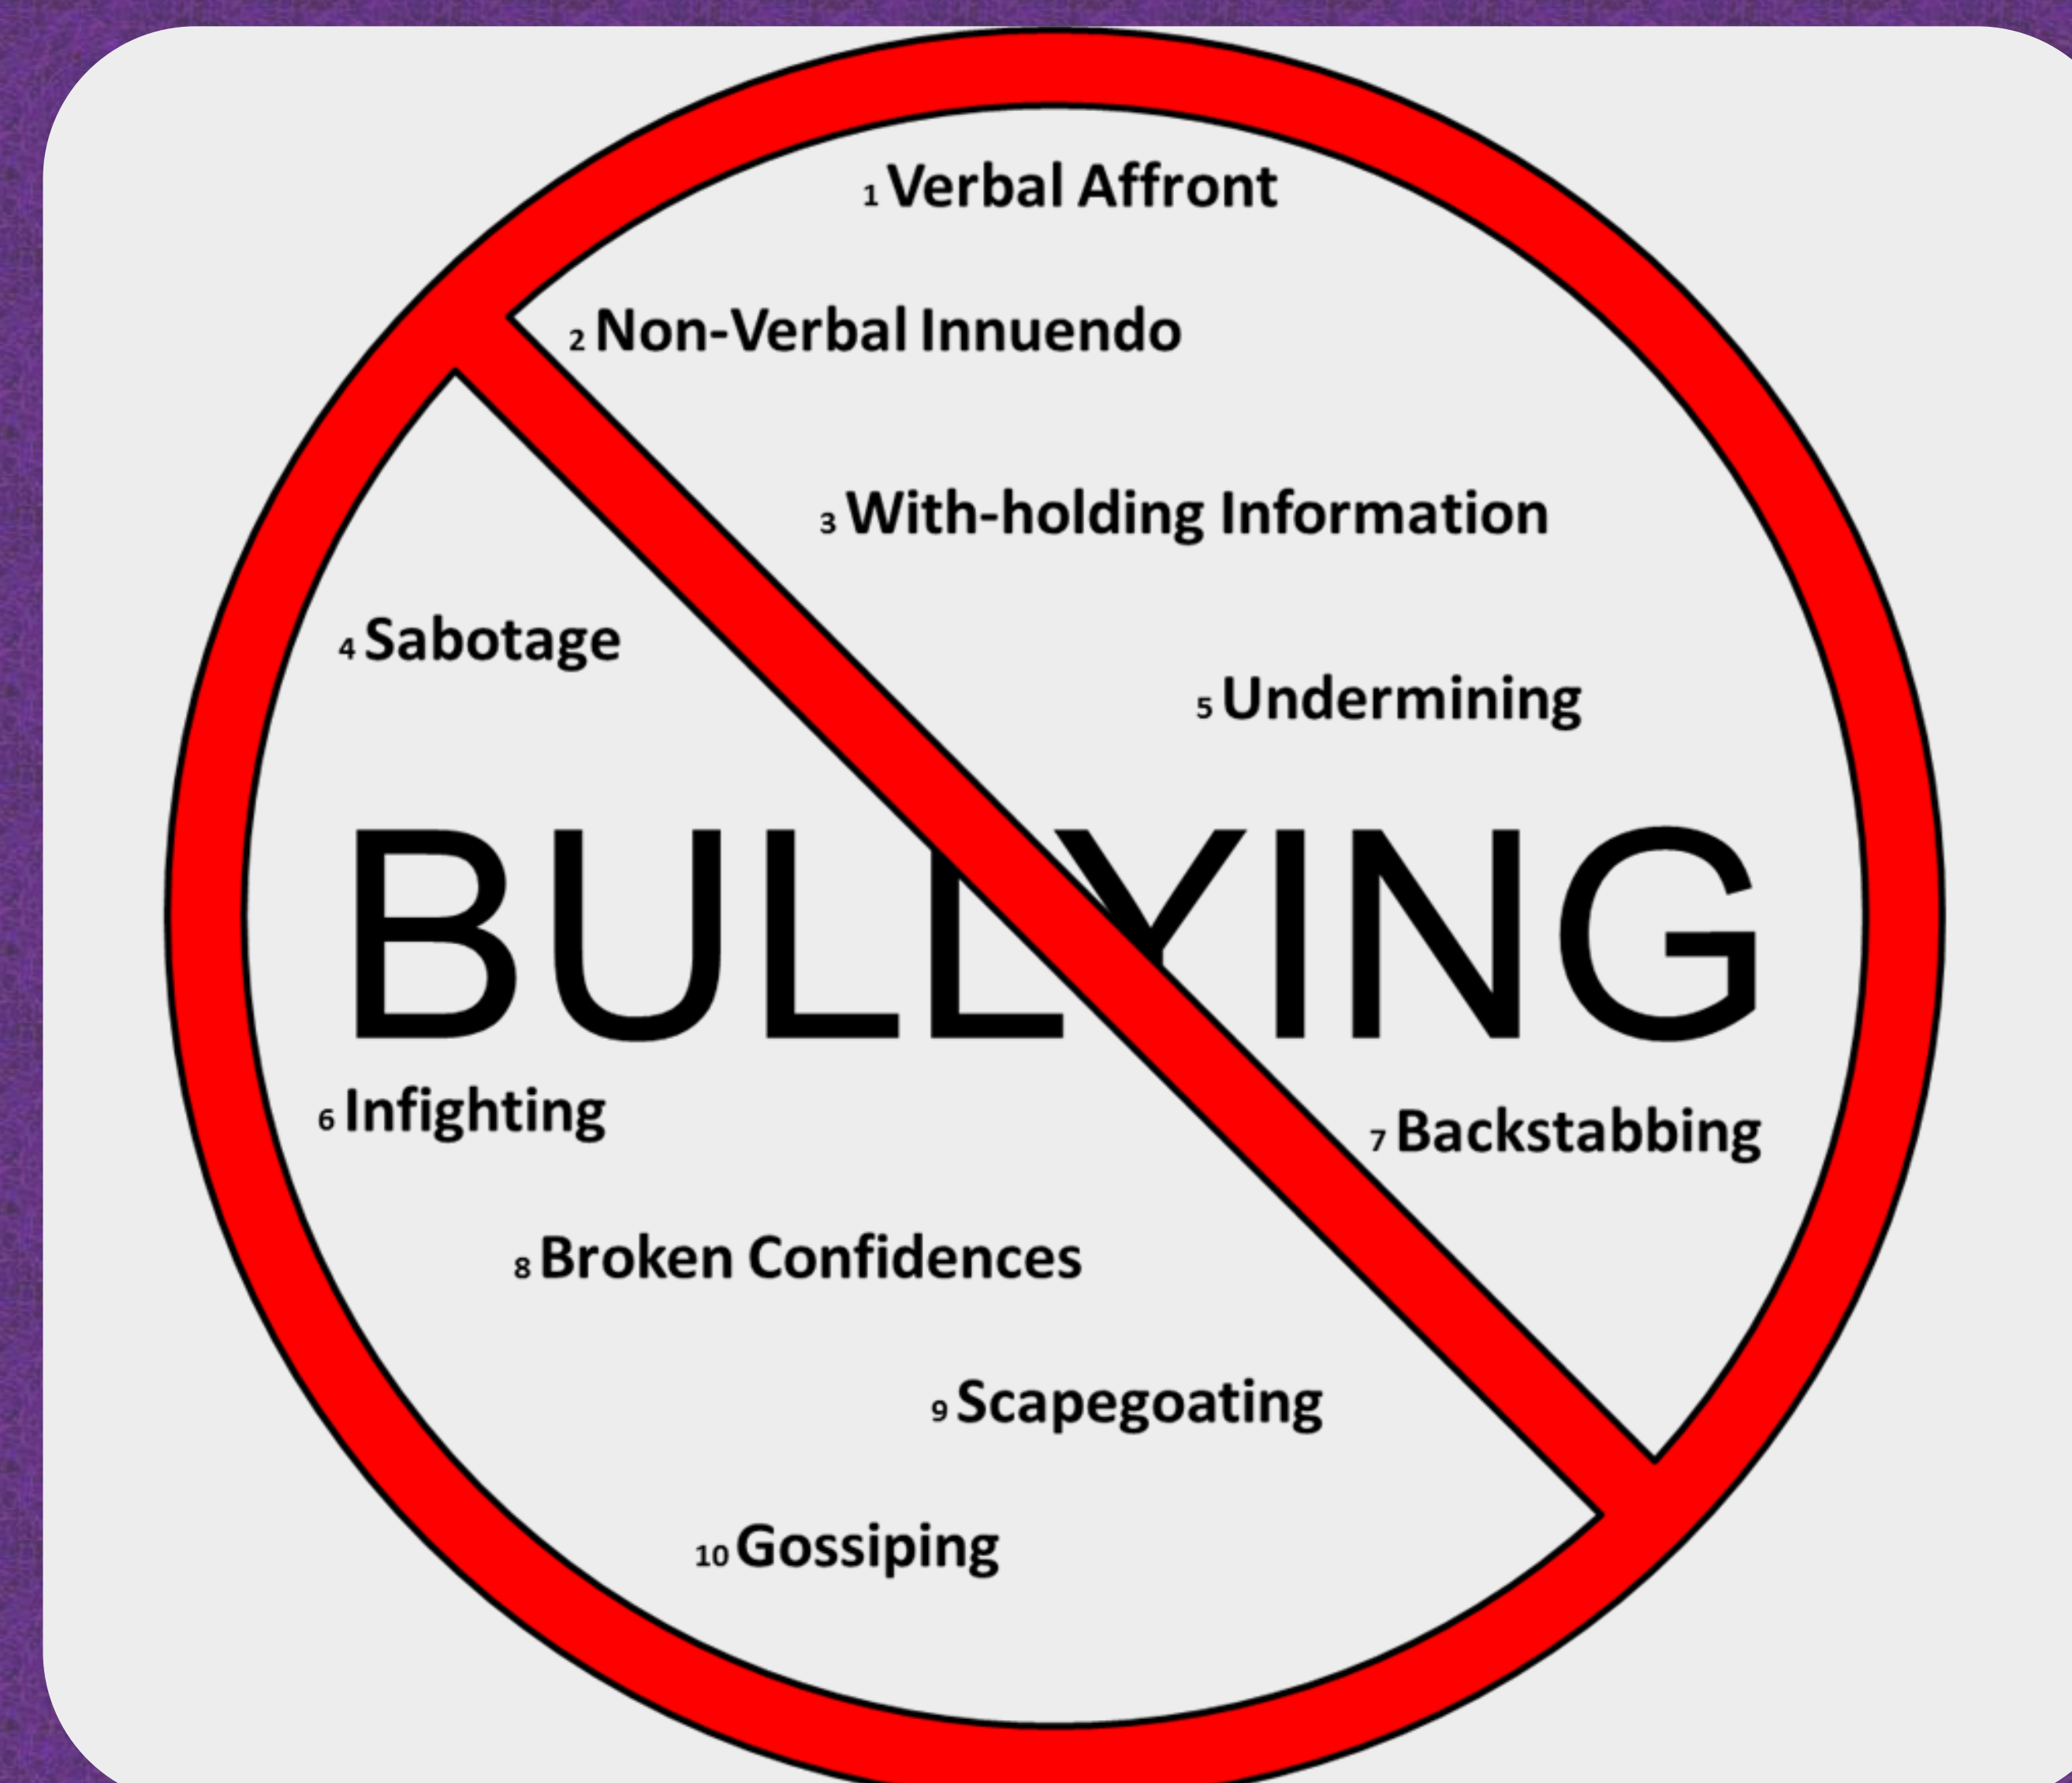 1 Verbal Affront
2 Non-Verbal Innuendo
3 With-holding Information
4 Sabotage
5 Undermining
BULLYING
6 Infighting
7 Backstabbing
8 Broken Confidences
9 Scapegoating
10 Gossiping